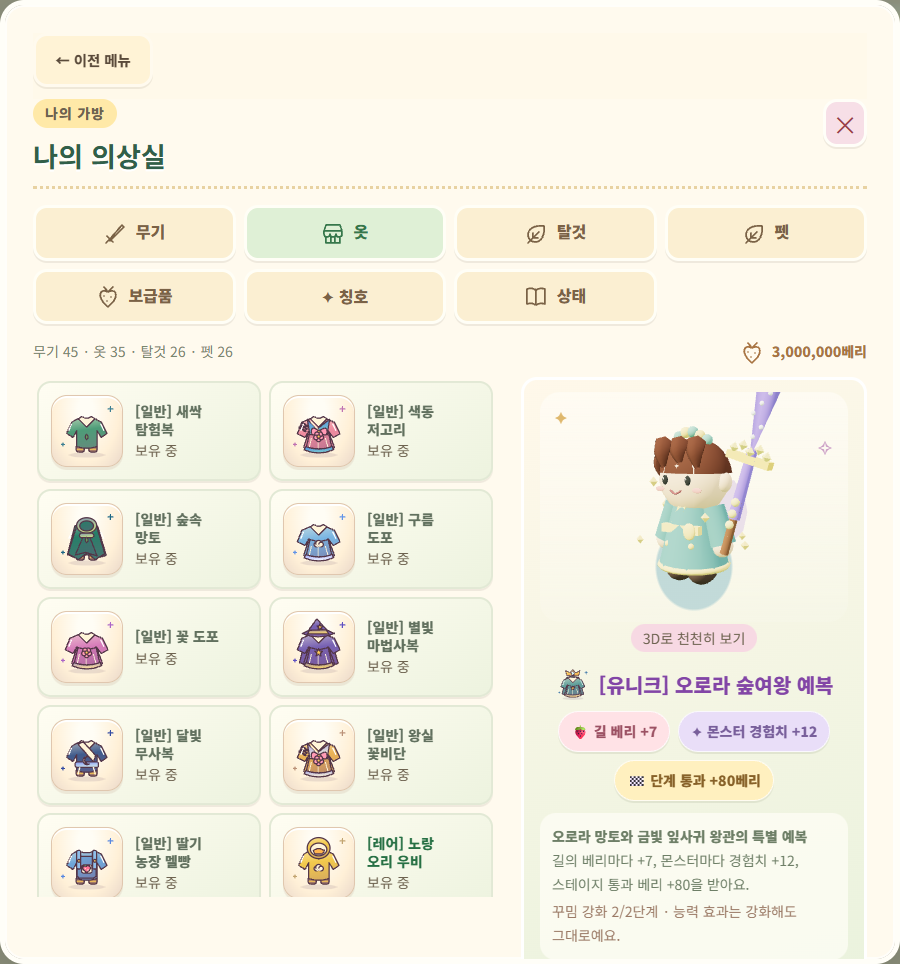 ← 이전 메뉴
나의 가방
나의 의상실
무기
옷
탈것
펫
보급품
✦ 칭호
상태
무기 45 · 옷 35 · 탈것 26 · 펫 26
3,000,000베리
[일반] 새싹
탐험복
보유 중
[일반] 색동
저고리
보유 중
[일반] 숲속
망토
보유 중
[일반] 구름
도포
보유 중
[일반] 꽃 도포
보유 중
[일반] 별빛
마법사복
보유 중
[일반] 달빛
무사복
보유 중
[일반] 왕실
꽃비단
보유 중
[일반] 딸기
농장 멜빵
보유 중
[레어] 노랑
오리 우비
보유 중
3D로 천천히 보기
[유니크] 오로라 숲여왕 예복
길 베리 +7
✦ 몬스터 경험치 +12
단계 통과 +80베리
오로라 망토와 금빛 잎사귀 왕관의 특별 예복
길의 베리마다 +7, 몬스터마다 경험치 +12,
스테이지 통과 베리 +80을 받아요.
꾸밈 강화 2/2단계 · 능력 효과는 강화해도
그대로예요.